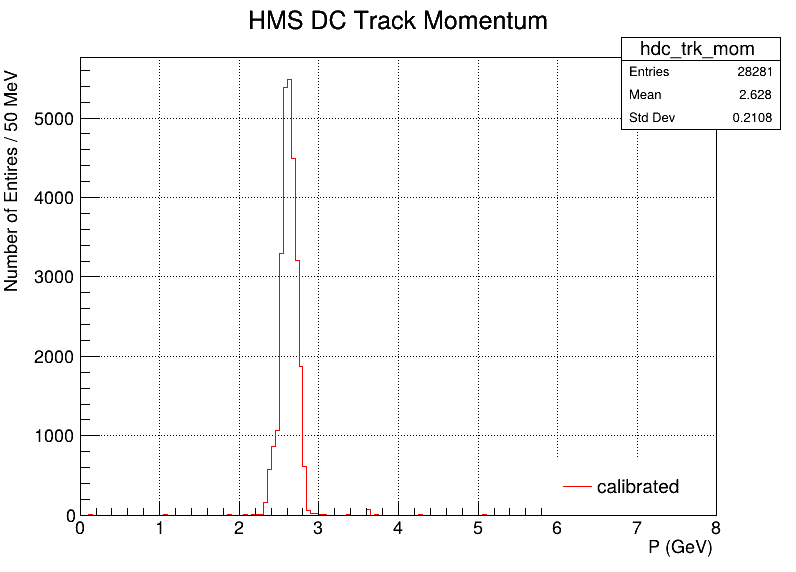 HMS DC Track Momentum
hdc_trk_mom
Entries 28281
Mean 2.628
Std Dev 0.2108
Number of Entires / 50 MeV
5000
4000
3000
2000
1000
0
calibrated
0 1 2 3 4 5 6 7 8
P (GeV)